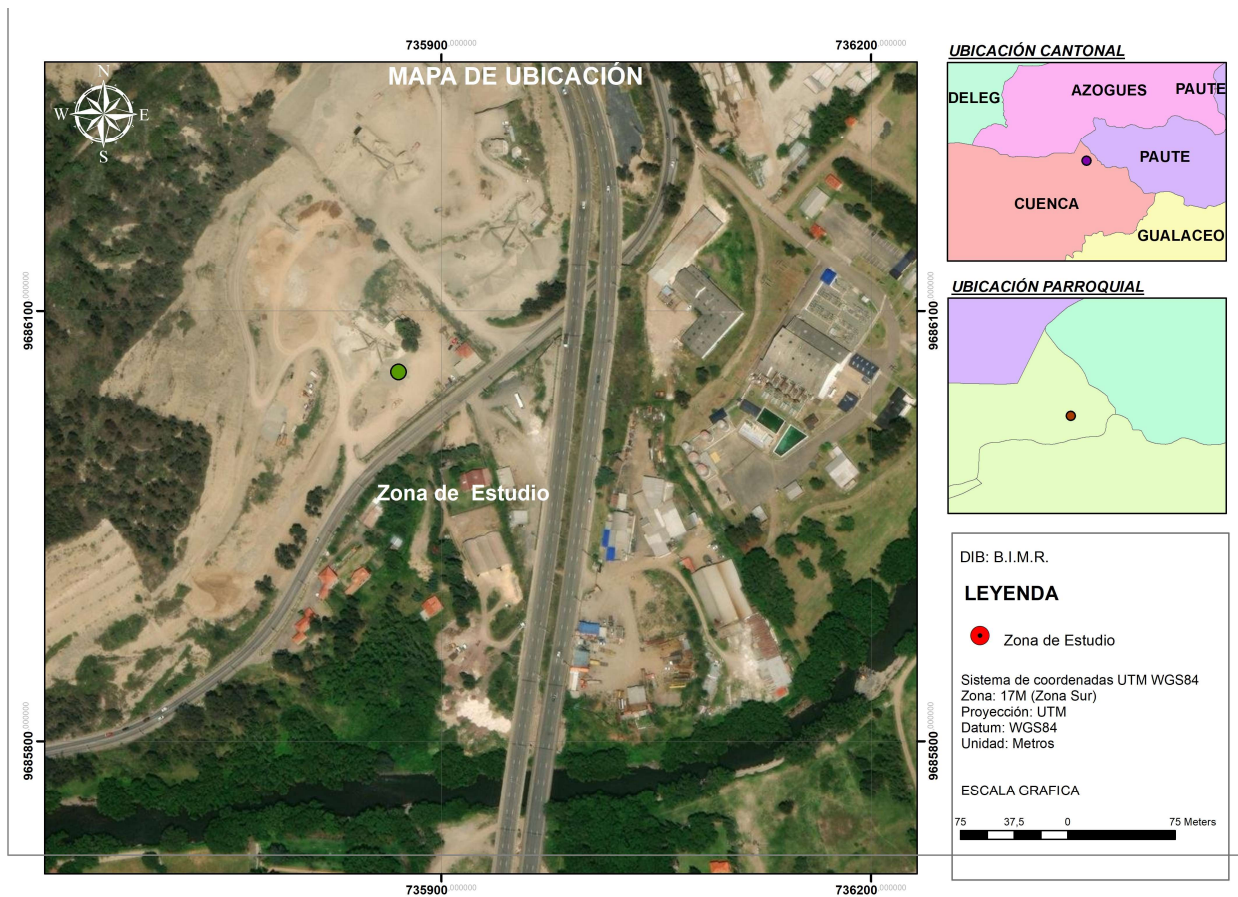 735900,000000
736200,000000
MAPA DE UBICACIÓN
N
W
E
S
9686100,000000
9686100,000000
Zona de Estudio
9685800,000000
9685800,000000
735900,000000
736200,000000
UBICACIÓN CANTONAL
DELEG
AZOGUES
PAUTE
PAUTE
CUENCA
GUALACEO
UBICACIÓN PARROQUIAL
DIB: B.I.M.R.
LEYENDA
Zona de Estudio
Sistema de coordenadas UTM WGS84
Zona: 17M (Zona Sur)
Proyección: UTM
Datum: WGS84
Unidad: Metros
ESCALA GRAFICA
75 37,5 0 75 Meters